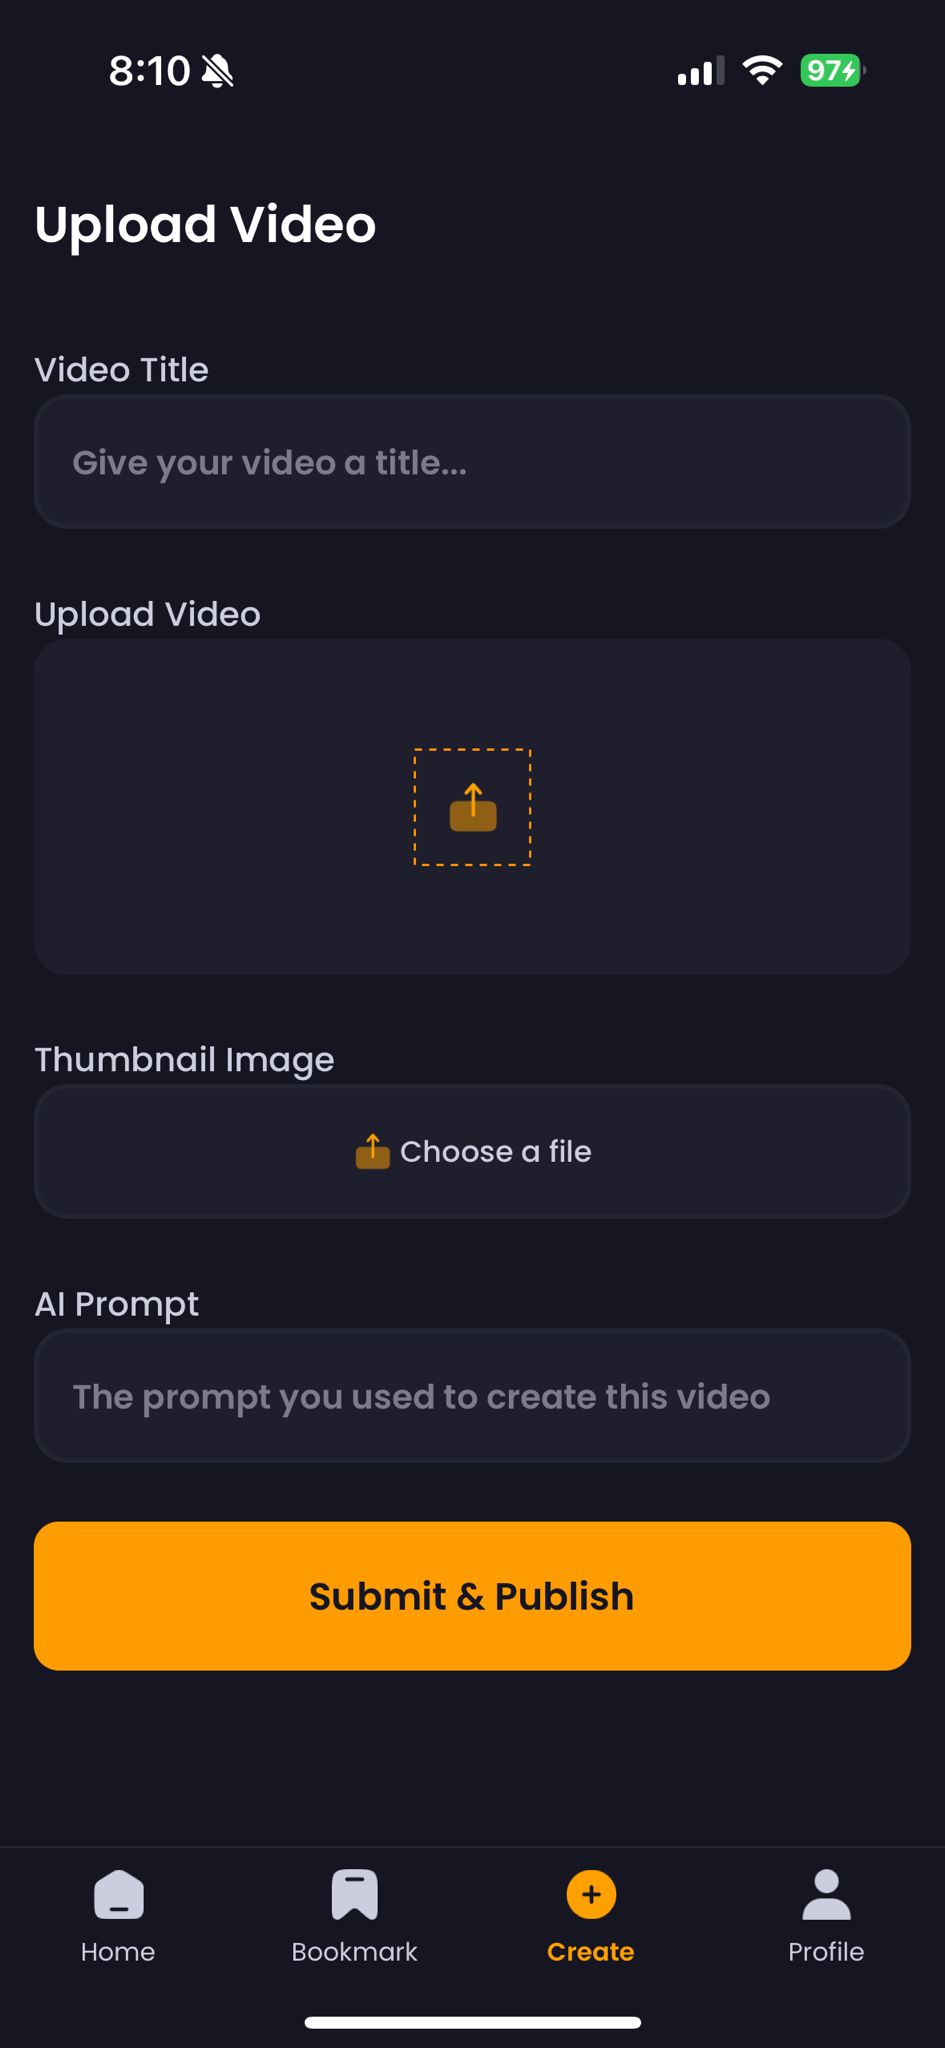 8:10
97
Upload Video
Video Title
Give your video a title...
Upload Video
Thumbnail Image
Choose a file
AI Prompt
The prompt you used to create this video
Submit & Publish
Home
Bookmark
Create
Profile